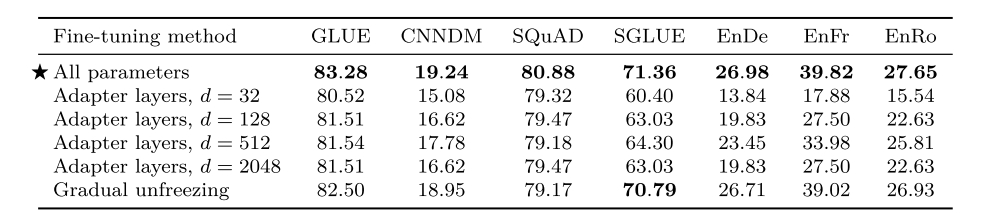 Fine-tuning method GLUE CNNDM SQuAD SGLUE EnDe EnFr EnRo
★ All parameters 83.28 19.24 80.88 71.36 26.98 39.82 27.65
Adapter layers, d = 32 80.52 15.08 79.32 60.40 13.84 17.88 15.54
Adapter layers, d = 128 81.51 16.62 79.47 63.03 19.83 27.50 22.63
Adapter layers, d = 512 81.54 17.78 79.18 64.30 23.45 33.98 25.81
Adapter layers, d = 2048 81.51 16.62 79.47 63.03 19.83 27.50 22.63
Gradual unfreezing 82.50 18.95 79.17 70.79 26.71 39.02 26.93